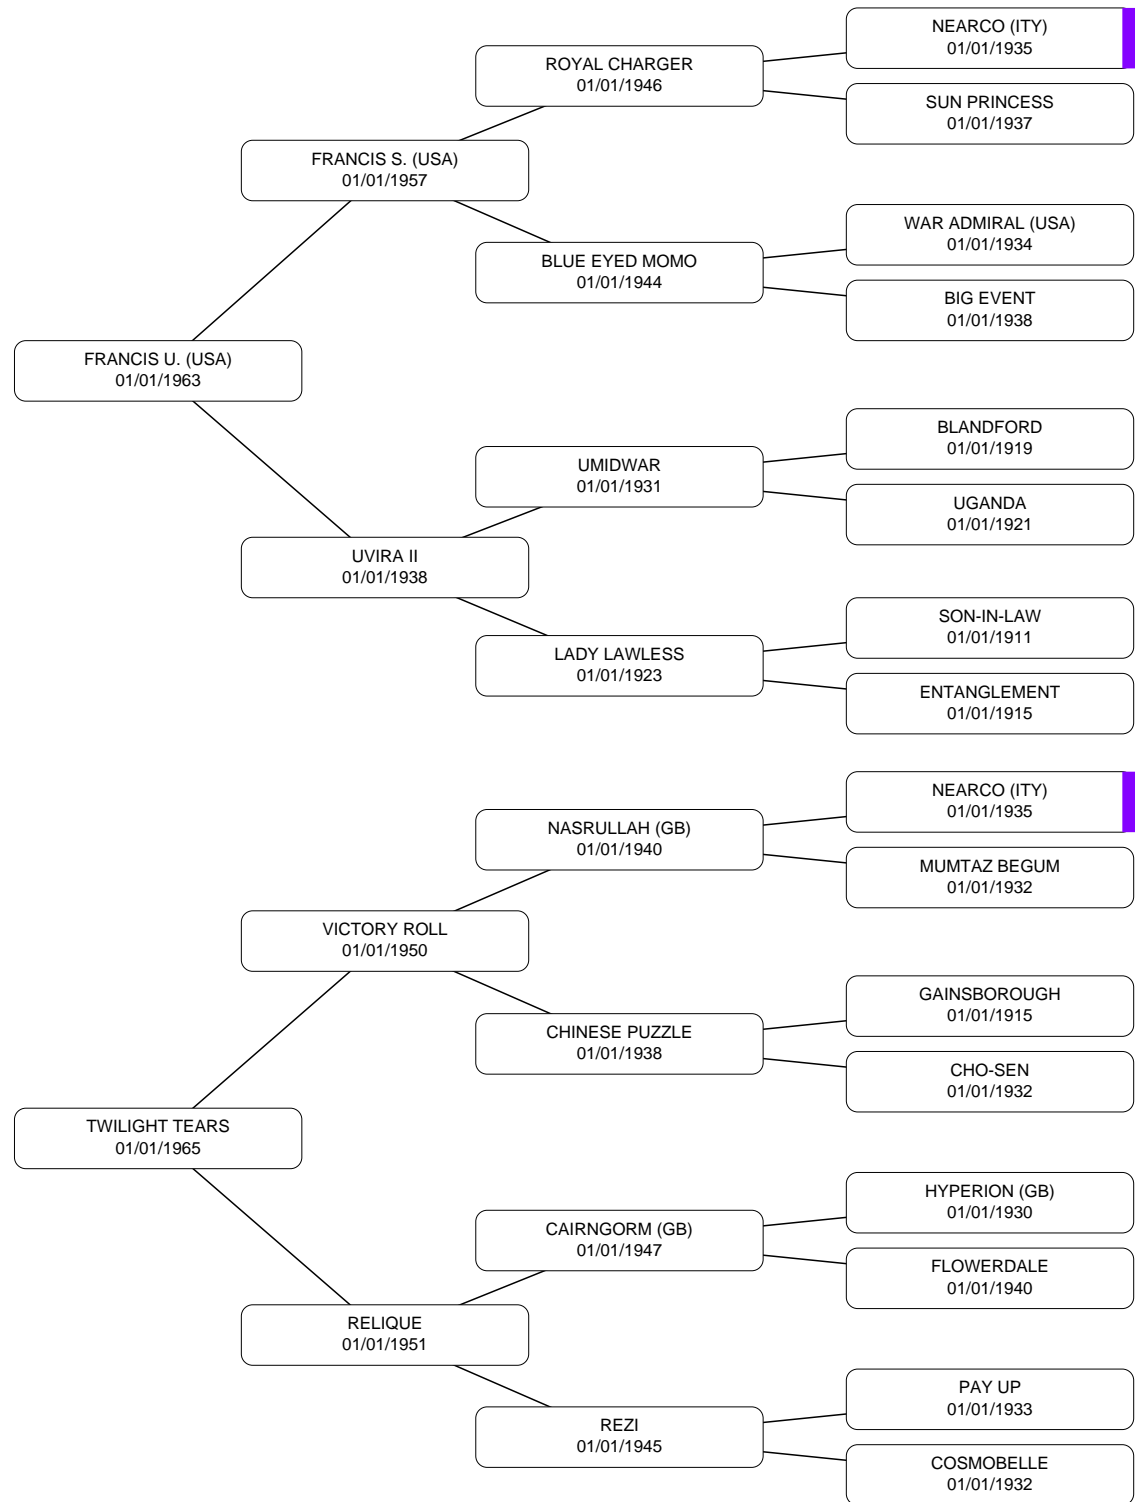 NEARCO (ITY)
01/01/1935
ROYAL CHARGER
01/01/1946
SUN PRINCESS
01/01/1937
FRANCIS S. (USA)
01/01/1957
WAR ADMIRAL (USA)
01/01/1934
BLUE EYED MOMO
01/01/1944
BIG EVENT
01/01/1938
FRANCIS U. (USA)
01/01/1963
BLANDFORD
01/01/1919
UMIDWAR
01/01/1931
UGANDA
01/01/1921
UVIRA II
01/01/1938
SON-IN-LAW
01/01/1911
LADY LAWLESS
01/01/1923
ENTANGLEMENT
01/01/1915
NEARCO (ITY)
01/01/1935
NASRULLAH (GB)
01/01/1940
MUMTAZ BEGUM
01/01/1932
VICTORY ROLL
01/01/1950
GAINSBOROUGH
01/01/1915
CHINESE PUZZLE
01/01/1938
CHO-SEN
01/01/1932
TWILIGHT TEARS
01/01/1965
HYPERION (GB)
01/01/1930
CAIRNGORM (GB)
01/01/1947
FLOWERDALE
01/01/1940
RELIQUE
01/01/1951
PAY UP
01/01/1933
REZI
01/01/1945
COSMOBELLE
01/01/1932